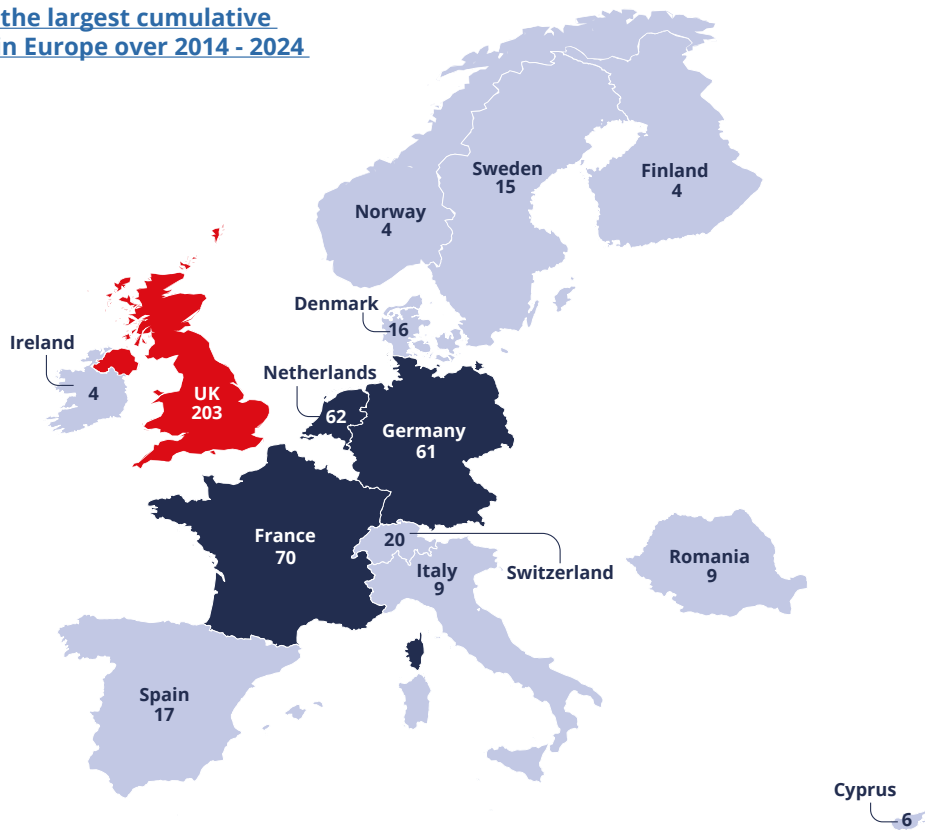 the largest cumulative
in Europe over 2014 - 2024
Sweden
15
Finland
4
Norway
4
Denmark
16
Ireland
4
Netherlands
62
UK
203
Germany
61
France
70
20
Switzerland
Italy
9
Romania
9
Spain
17
Cyprus
6